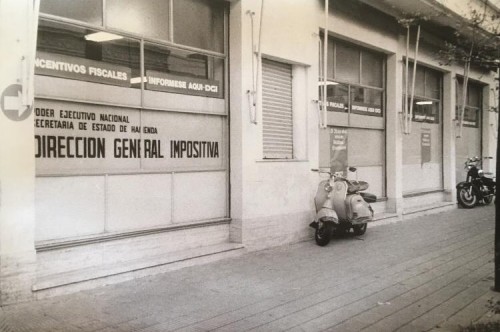 INCENTIVOS FISCALES
INFORMESE AQUI-DGI
PODER EJECUTIVO NACIONAL
SECRETARIA DE ESTADO DE HACIENDA
DIRECCION GENERAL IMPOSITIVA